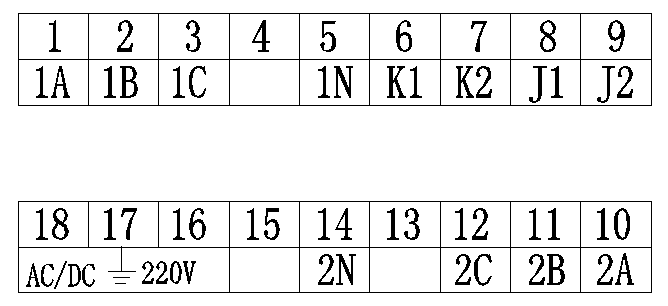 1 2 3 4 5 6 7 8 9
1A 1B 1C 1N K1 K2 J1 J2
18 17 16 15 14 13 12 11 10
AC/DC 220V 2N 2C 2B 2A